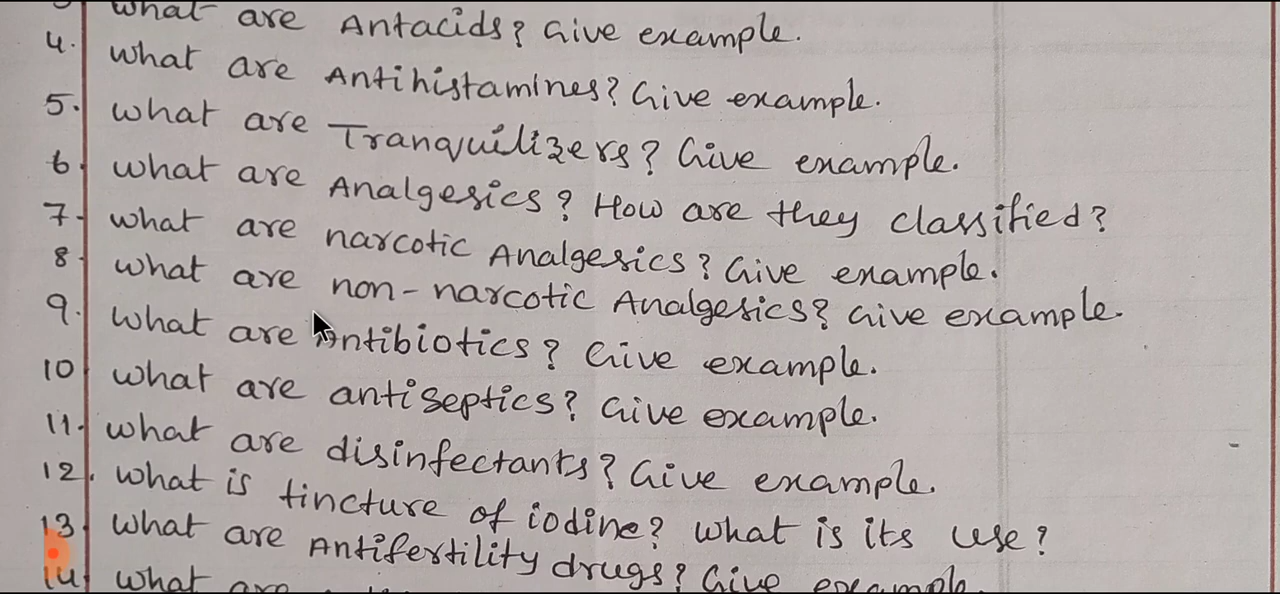 What are Antacids? Give example.
4. What are Antihistamines? Give example.
5. What are Tranquilizers? Give example.
6. What are Analgesics? How are they classified?
7. What are narcotic Analgesics? Give example.
8. What are non-narcotic Analgesics? Give example.
9. What are Antibiotics? Give example.
10 What are antiseptics? Give example.
11. What are disinfectants? Give example.
12. What is tincture of iodine? What is its use?
13. What are Antifertility drugs? Give example.
14. What are